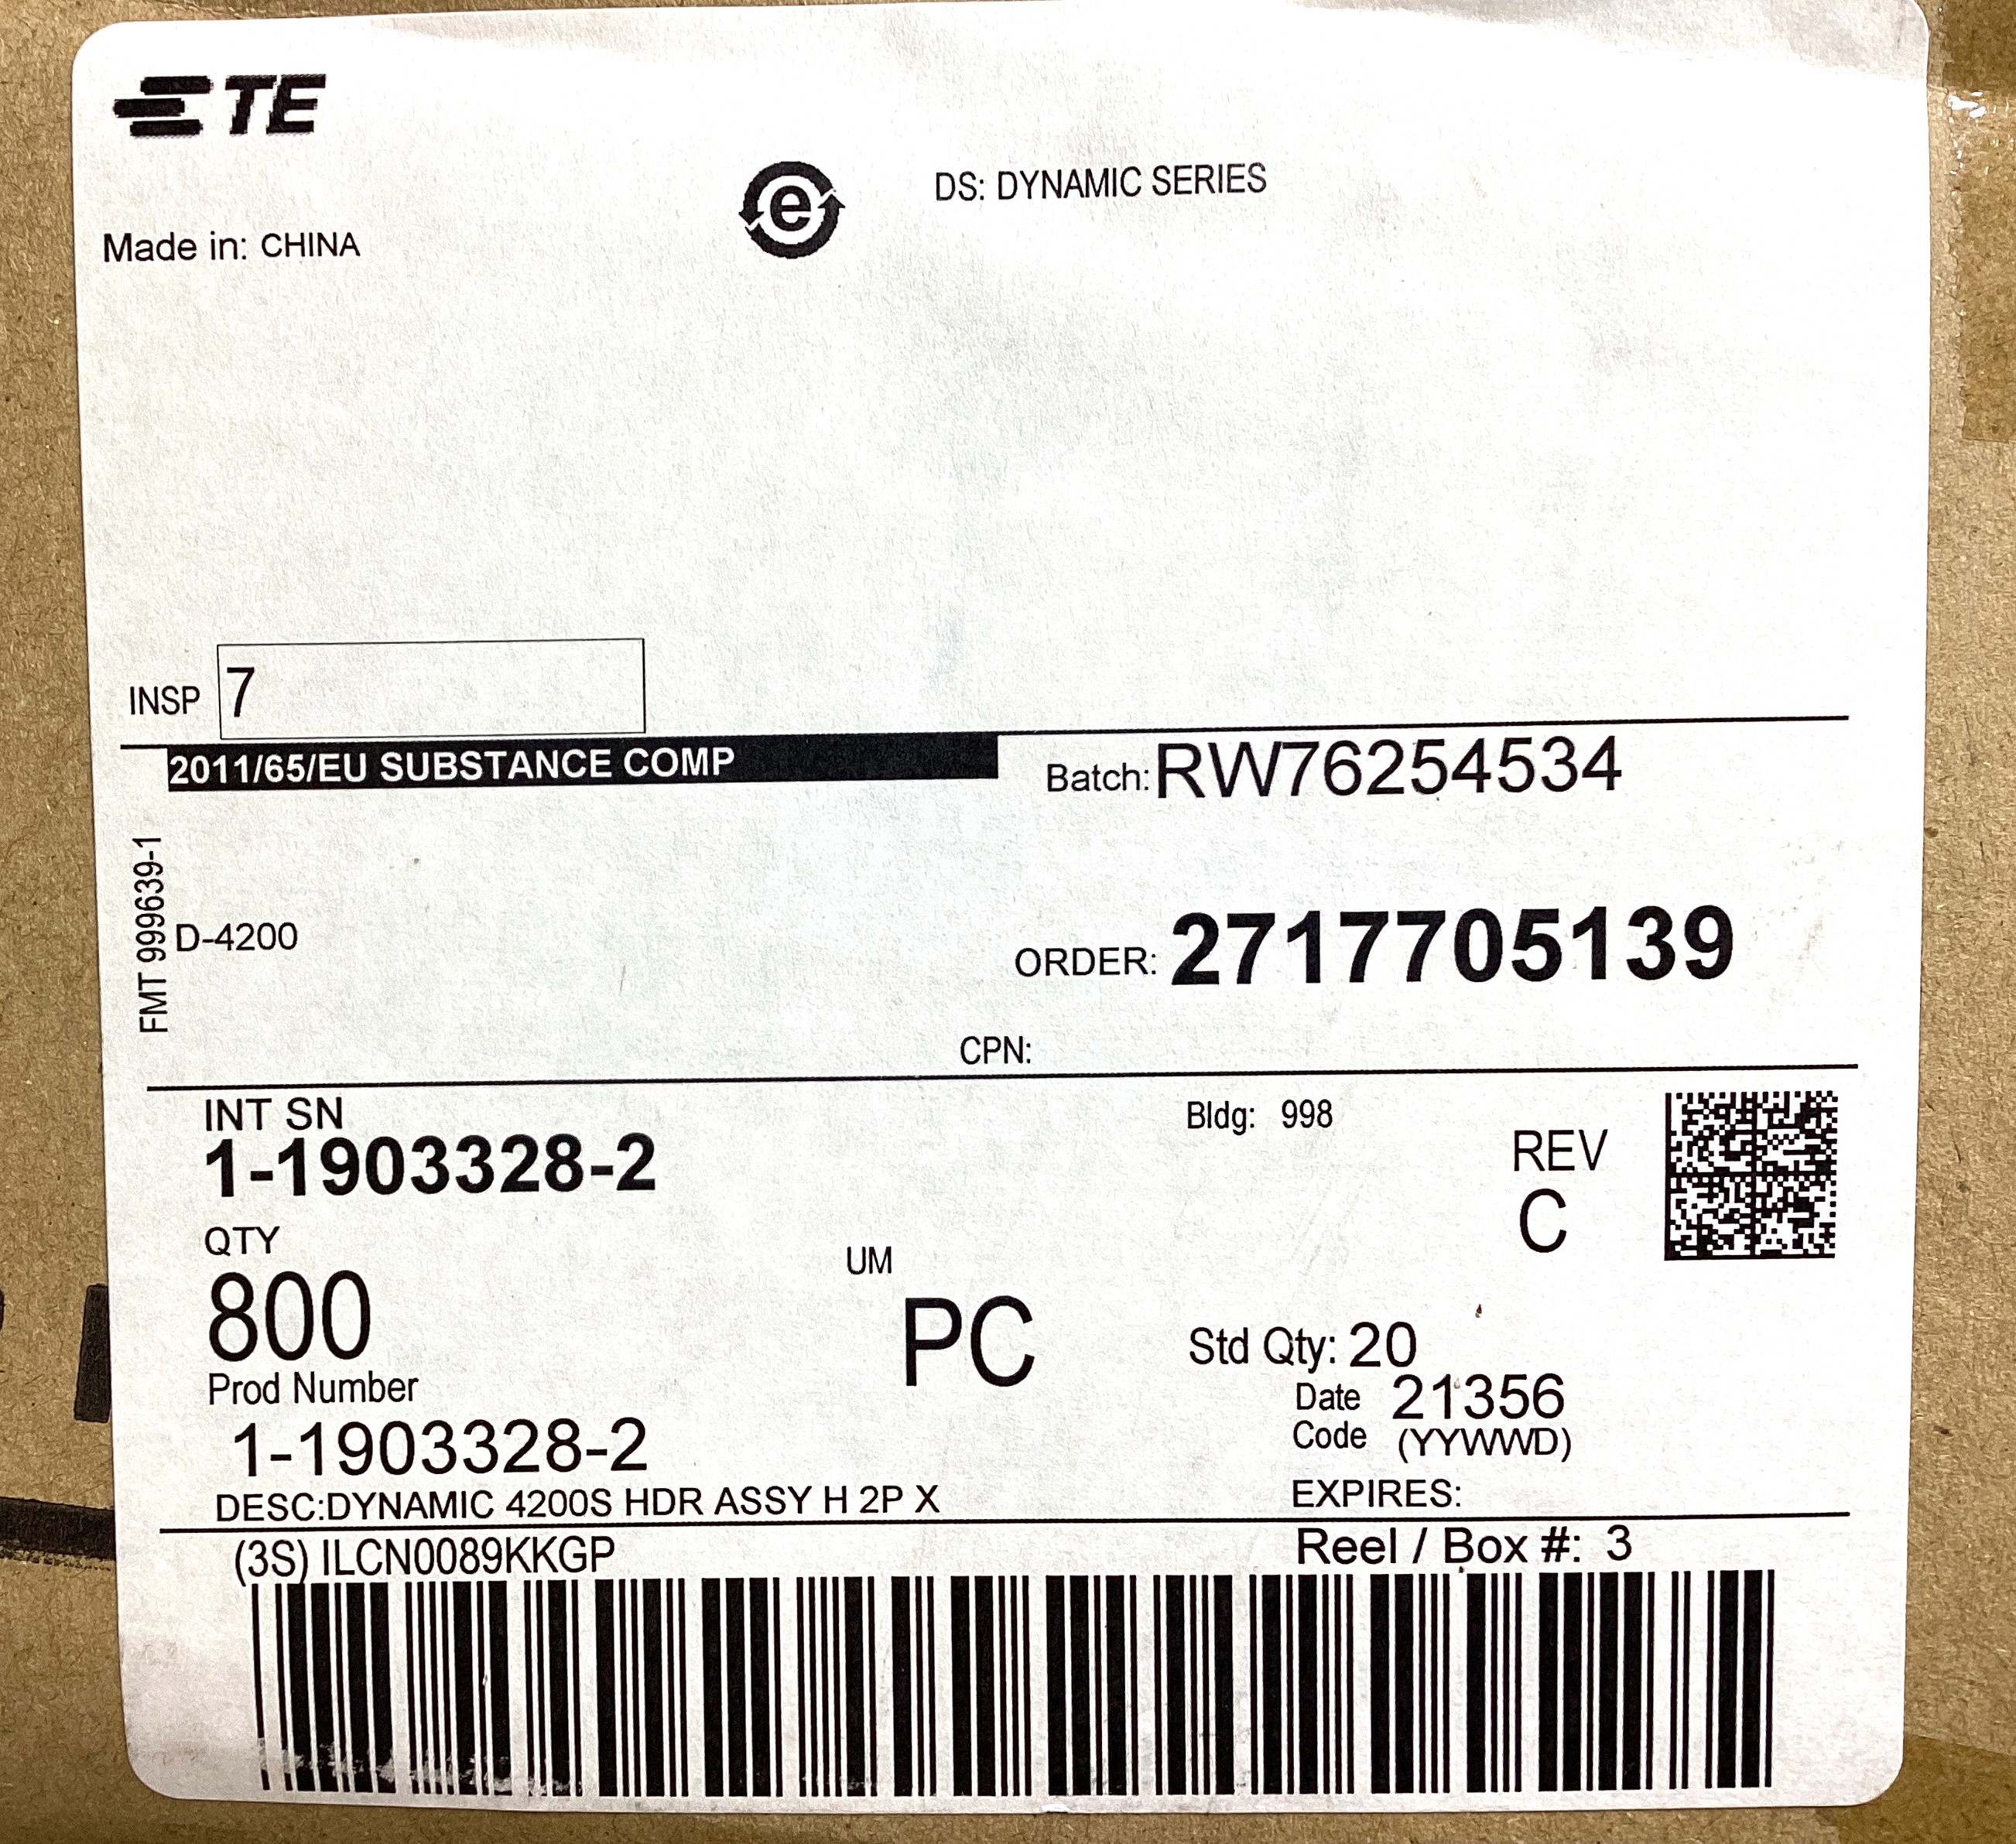 TE
e
DS: DYNAMIC SERIES
Made in: CHINA
INSP 7
2011/65/EU SUBSTANCE COMP
Batch: RW76254534
FMT 999639-1
D-4200
ORDER: 2717705139
CPN:
INT SN
1-1903328-2
Bldg: 998
REV
C
QTY
800
UM
PC
Std Qty: 20
Prod Number
1-1903328-2
Date Code 21356
(YYWWD)
DESC:DYNAMIC 4200S HDR ASSY H 2P X
EXPIRES:
(3S) ILCN0089KKGP
Reel / Box #: 3